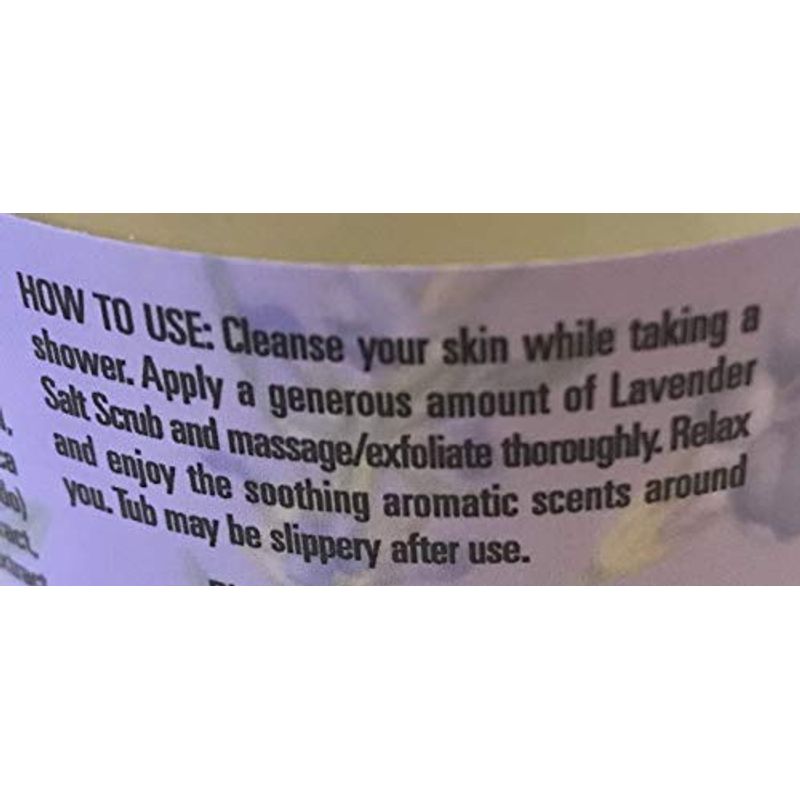 HOW TO USE: Cleanse your skin while taking a
shower. Apply a generous amount of Lavender
Salt Scrub and massage/exfoliate thoroughly. Relax
and enjoy the soothing aromatic scents around
you. Tub may be slippery after use.